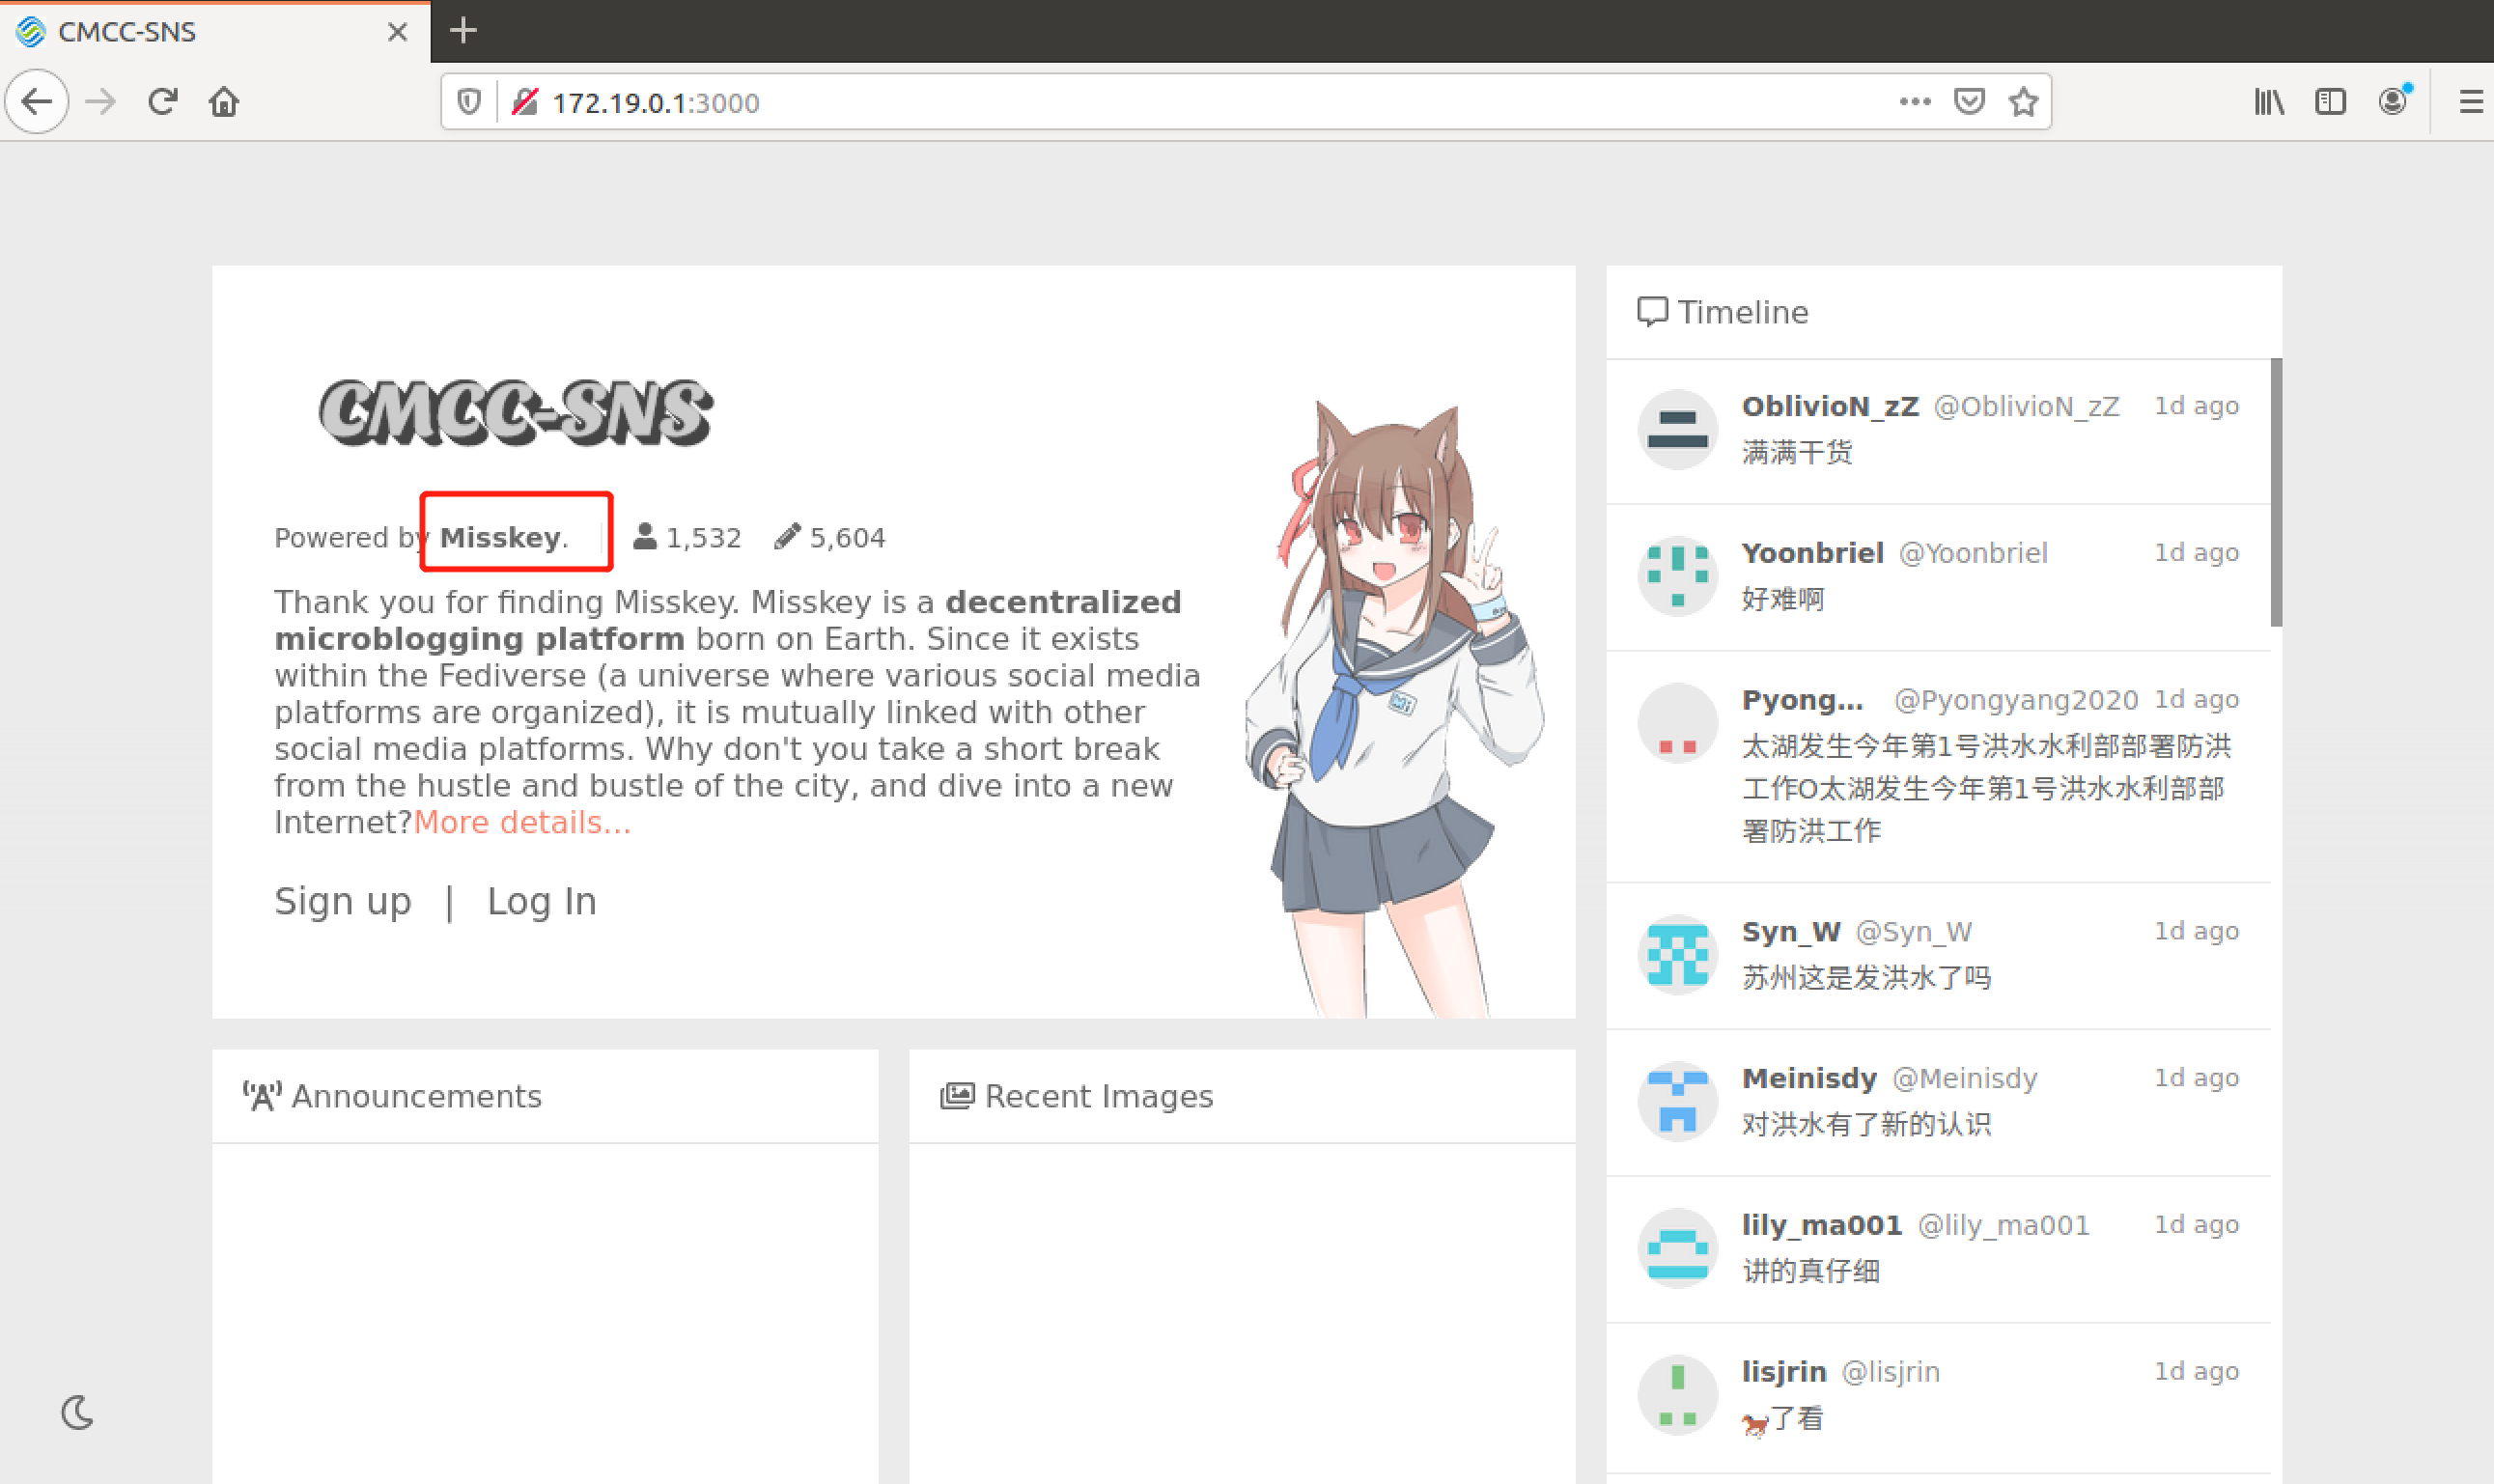 CMCC-SNS
172.19.0.1:3000
CMCC-SNS
Powered by Misskey.
1,532
5,604
Thank you for finding Misskey. Misskey is a decentralized
microblogging platform born on Earth. Since it exists
within the Fediverse (a universe where various social media
platforms are organized), it is mutually linked with other
social media platforms. Why don't you take a short break
from the hustle and bustle of the city, and dive into a new
Internet?More details...
Sign up | Log In
Announcements
Recent Images
Timeline
OblivioN_zZ @OblivioN_zZ 1d ago
满满干货
Yoonbriel @Yoonbriel 1d ago
好难啊
Pyong... @Pyongyang2020 1d ago
太湖发生今年第1号洪水水利部部署防洪
工作O太湖发生今年第1号洪水水利部部
署防洪工作
Syn_W @Syn_W 1d ago
苏州这是发洪水了吗
Meinisdy @Meinisdy 1d ago
对洪水有了新的认识
lily_ma001 @lily_ma001 1d ago
讲的真仔细
lisjrin @lisjrin 1d ago
🐎了看